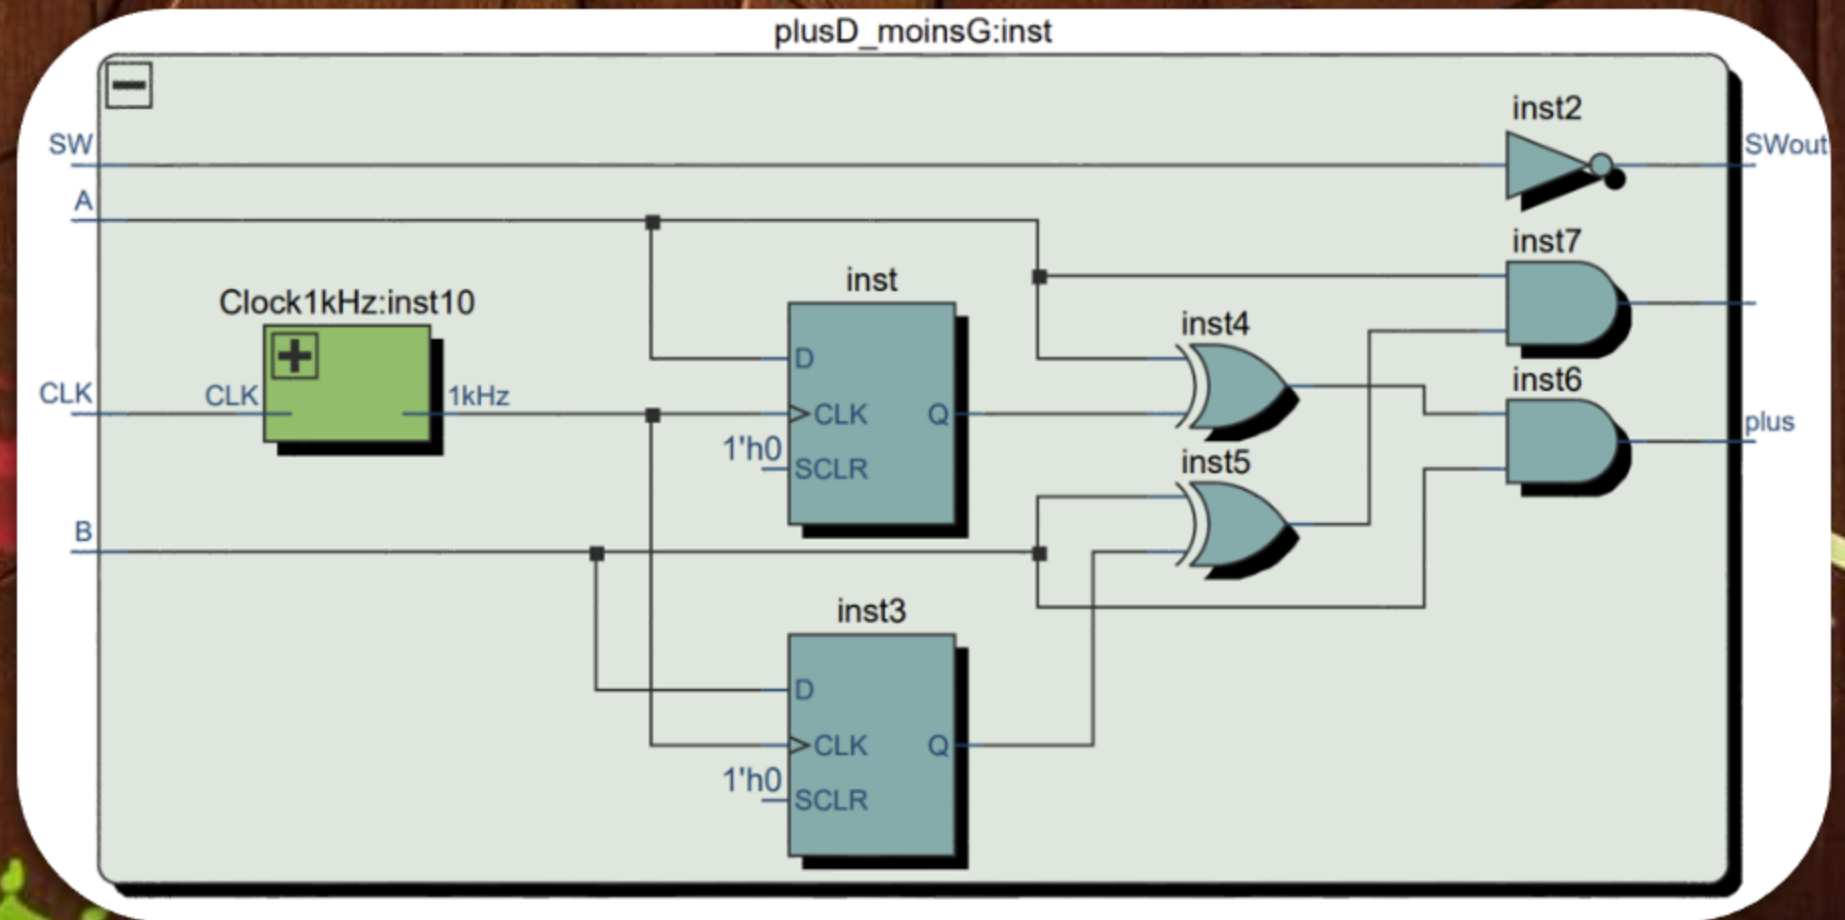 plusD_moinsG:inst
inst2
SW
SWout
A
inst7
inst
Clock1kHz:inst10
inst4
D
inst6
CLK
CLK
1kHz
CLK
Q
plus
1'h0
SCLR
inst5
B
inst3
D
CLK
Q
1'h0
SCLR